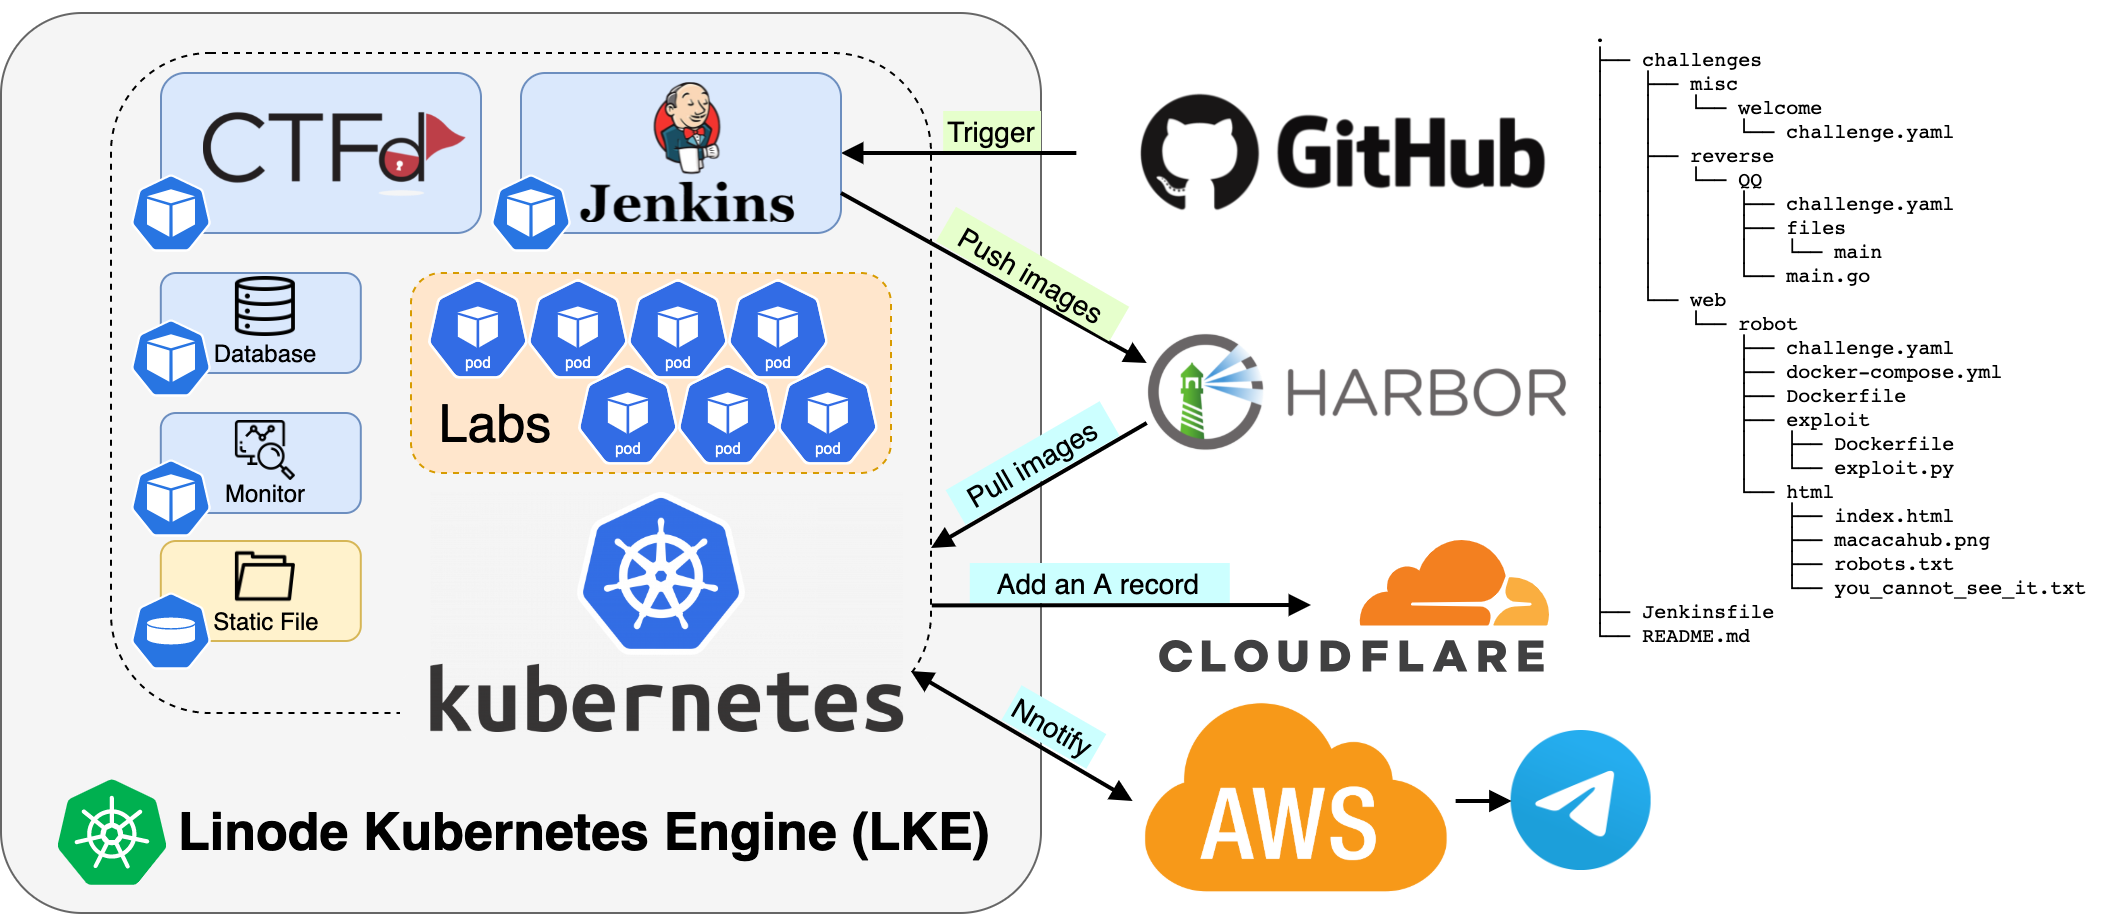 CTFd
Jenkins
Trigger
GitHub
Push images
Database
pod
pod
pod
pod
Labs
pod
pod
pod
HARBOR
Pull images
Monitor
Static File
Add an A record
CLOUDFLARE
kubernetes
Nnotify
AWS
Linode Kubernetes Engine (LKE)
.
├── challenges
│   ├── misc
│   │   └── welcome
│   │       └── challenge.yaml
│   ├── reverse
│   │   └── QQ
│   │       ├── challenge.yaml
│   │       ├── files
│   │       │   └── main
│   │       └── main.go
│   └── web
│       └── robot
│           ├── challenge.yaml
│           ├── docker-compose.yml
│           ├── Dockerfile
│           ├── exploit
│           │   ├── Dockerfile
│           │   └── exploit.py
│           └── html
│               ├── index.html
│               ├── macacahub.png
│               ├── robots.txt
│               └── you_cannot_see_it.txt
├── Jenkinsfile
└── README.md